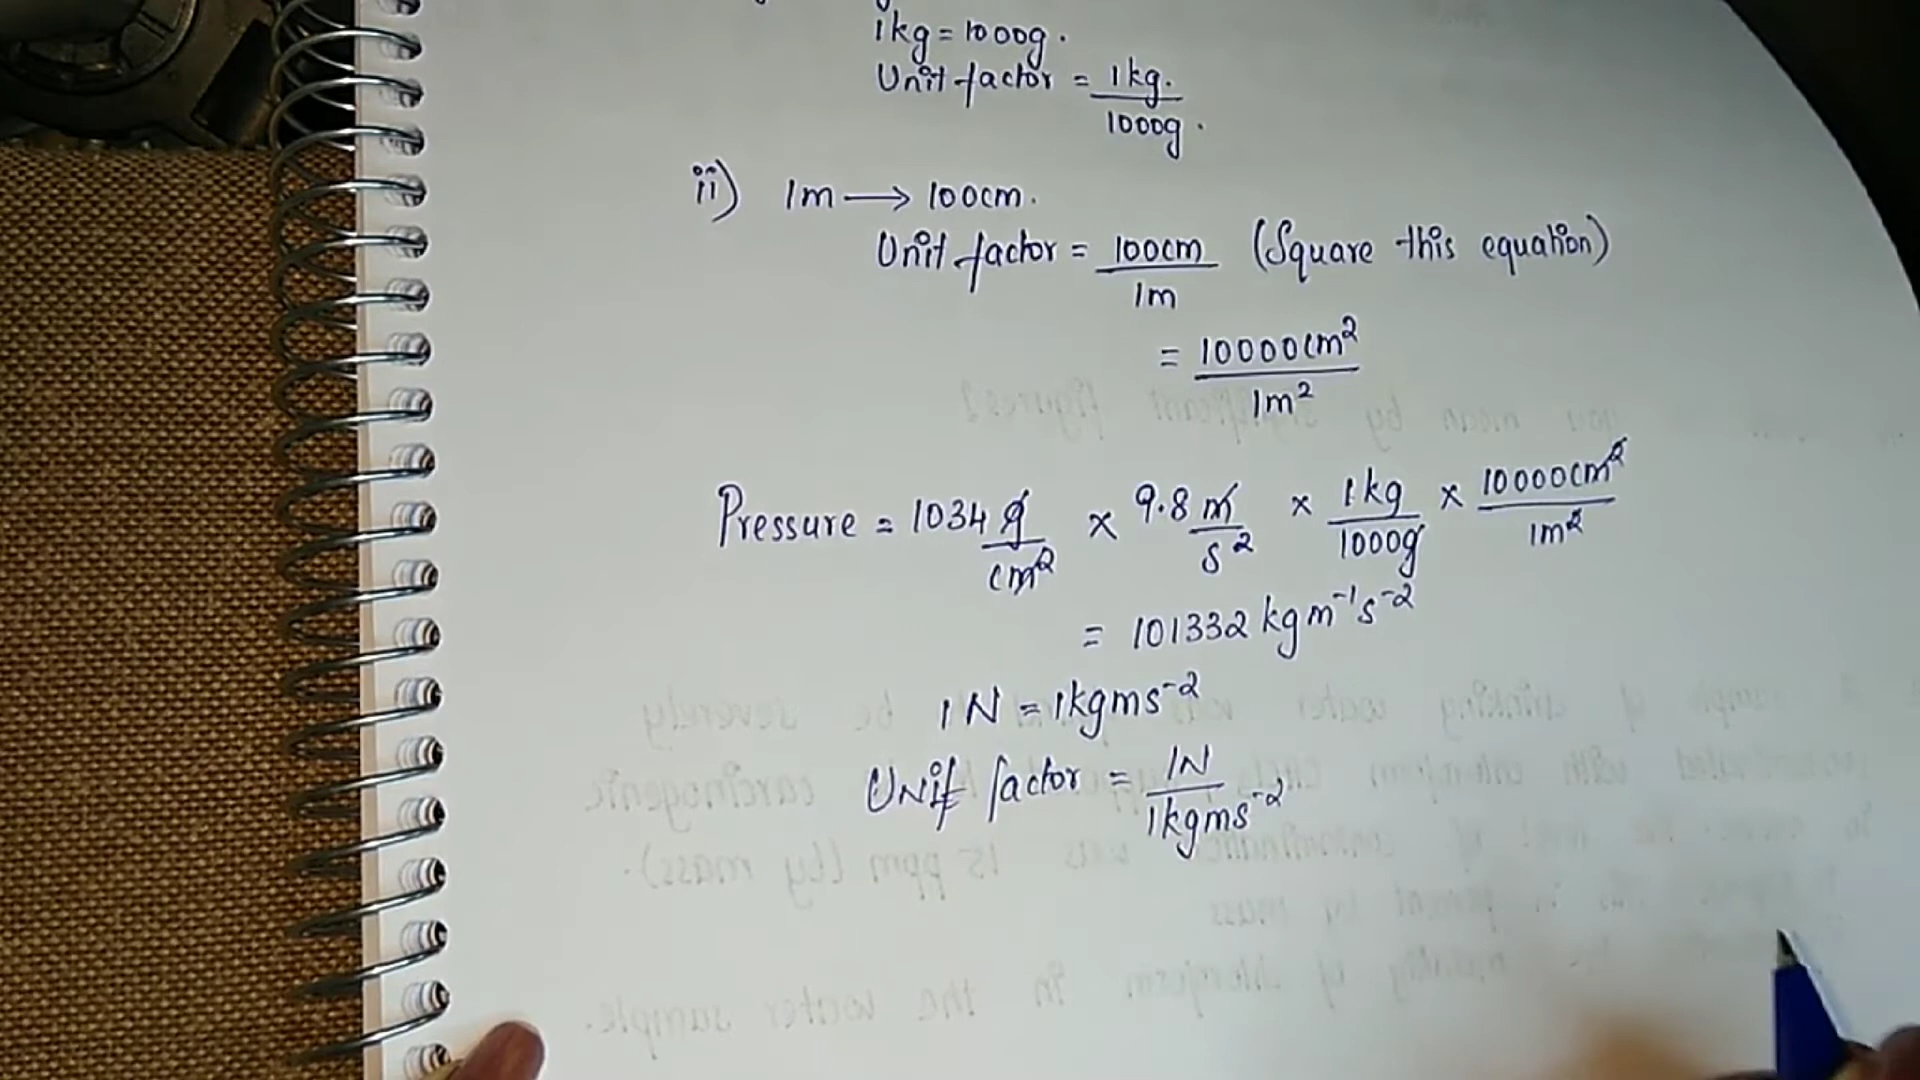 1kg = 1000g.
Unit factor = 1kg. / 1000g.
ii) 1m ⟶ 100cm.
Unit factor = 100cm / 1m (Square this equation)
= 10000cm² / 1m²
Pressure = 1034 g / cm² × 9.8 m / s² × 1kg / 1000g × 10000cm² / 1m²
= 101332 kgm⁻¹s⁻²
1N = 1kgms⁻²
Unit factor = 1N / 1kgms⁻²